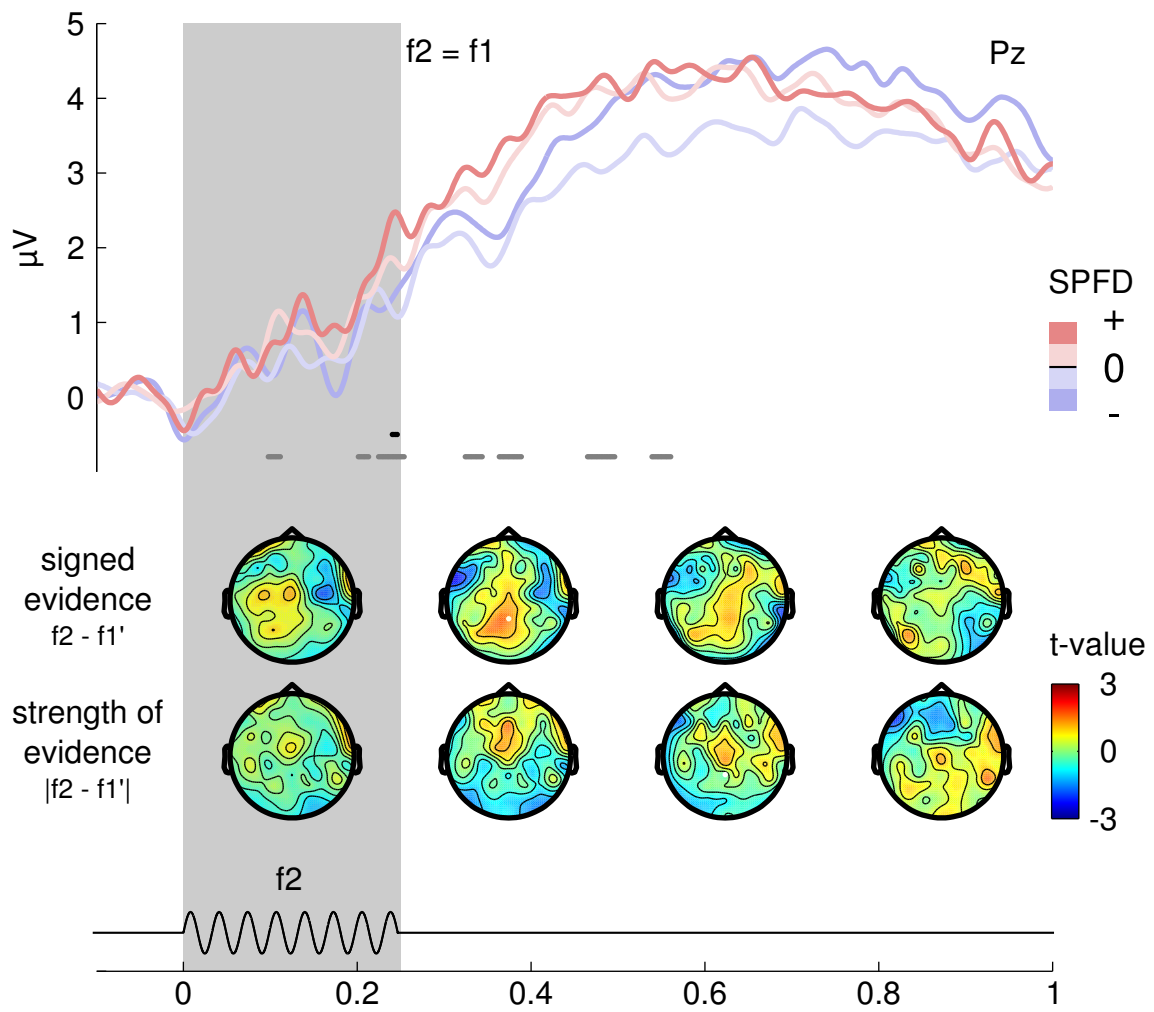 5
f2 = f1
Pz
4
3
µV
2
SPFD
+
1
0
0
-
signed
evidence
f2 - f1'
t-value
3
strength of
evidence
0
|f2 - f1'|
-3
f2
0
0.2
0.4
0.6
0.8
1